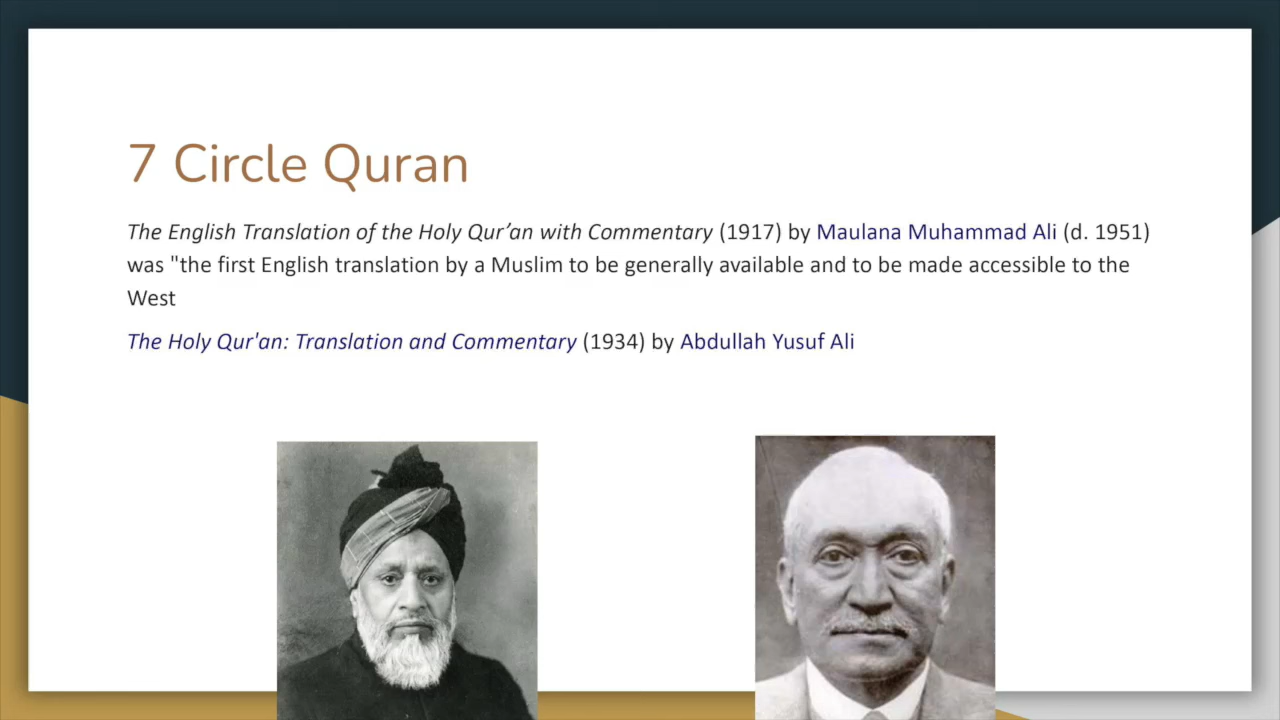 7 Circle Quran
The English Translation of the Holy Qur’an with Commentary (1917) by Maulana Muhammad Ali (d. 1951)
was "the first English translation by a Muslim to be generally available and to be made accessible to the
West
The Holy Qur'an: Translation and Commentary (1934) by Abdullah Yusuf Ali